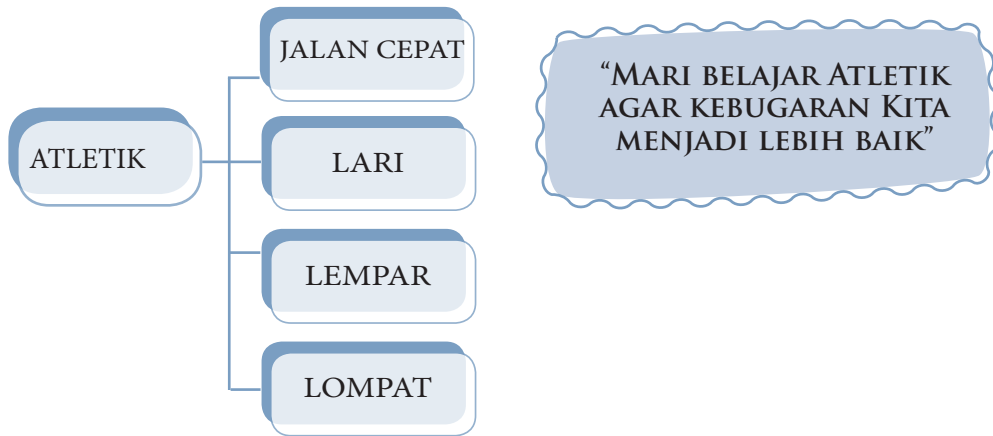 JALAN CEPAT
ATLETIK
LARI
LEMPAR
LOMPAT
“MARI BELAJAR ATLETIK
AGAR KEBUGARAN KITA
MENJADI LEBIH BAIK”